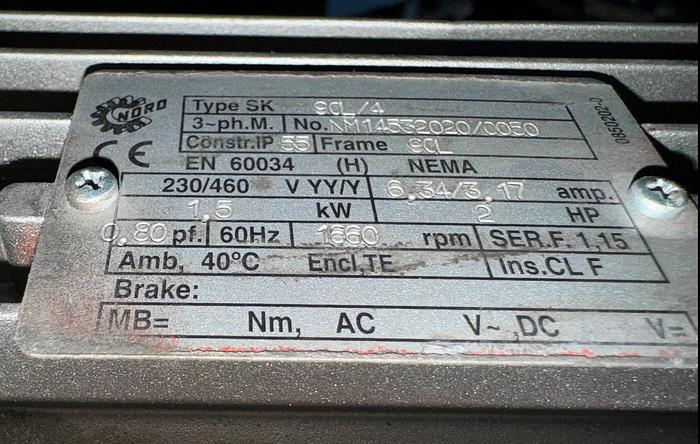 NORD
Type SK 90L/4
3~ph.M. No. NM14532020/0050
Constr.IP 55 Frame 90L
CE EN 60034 (H) NEMA
230/460 V YY/Y 6,34/3,17 amp.
1,5 kW 2 HP
0,80 pf. 60Hz 1660 rpm SER.F. 1,15
Amb, 40°C Encl,TE Ins.CL F
Brake:
MB= Nm, AC V~ ,DC V=